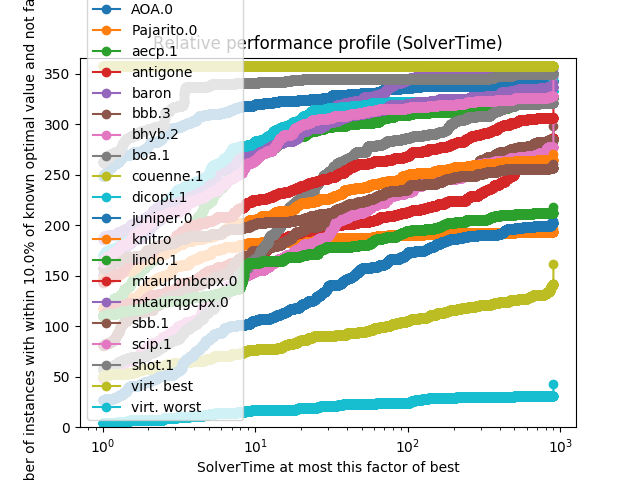 Relative performance profile (SolverTime)
AOA.0
Pajarito.0
aecp.1
antigone
baron
bbb.3
bhyb.2
boa.1
couenne.1
dicopt.1
juniper.0
knitro
lindo.1
mtaurbnbcpx.0
mtaurqgcpx.0
sbb.1
scip.1
shot.1
virt. best
virt. worst
of instances with within 10.0% of known optimal value and not
350
300
250
200
150
100
50
0
10⁰
10¹
10²
10³
SolverTime at most this factor of best